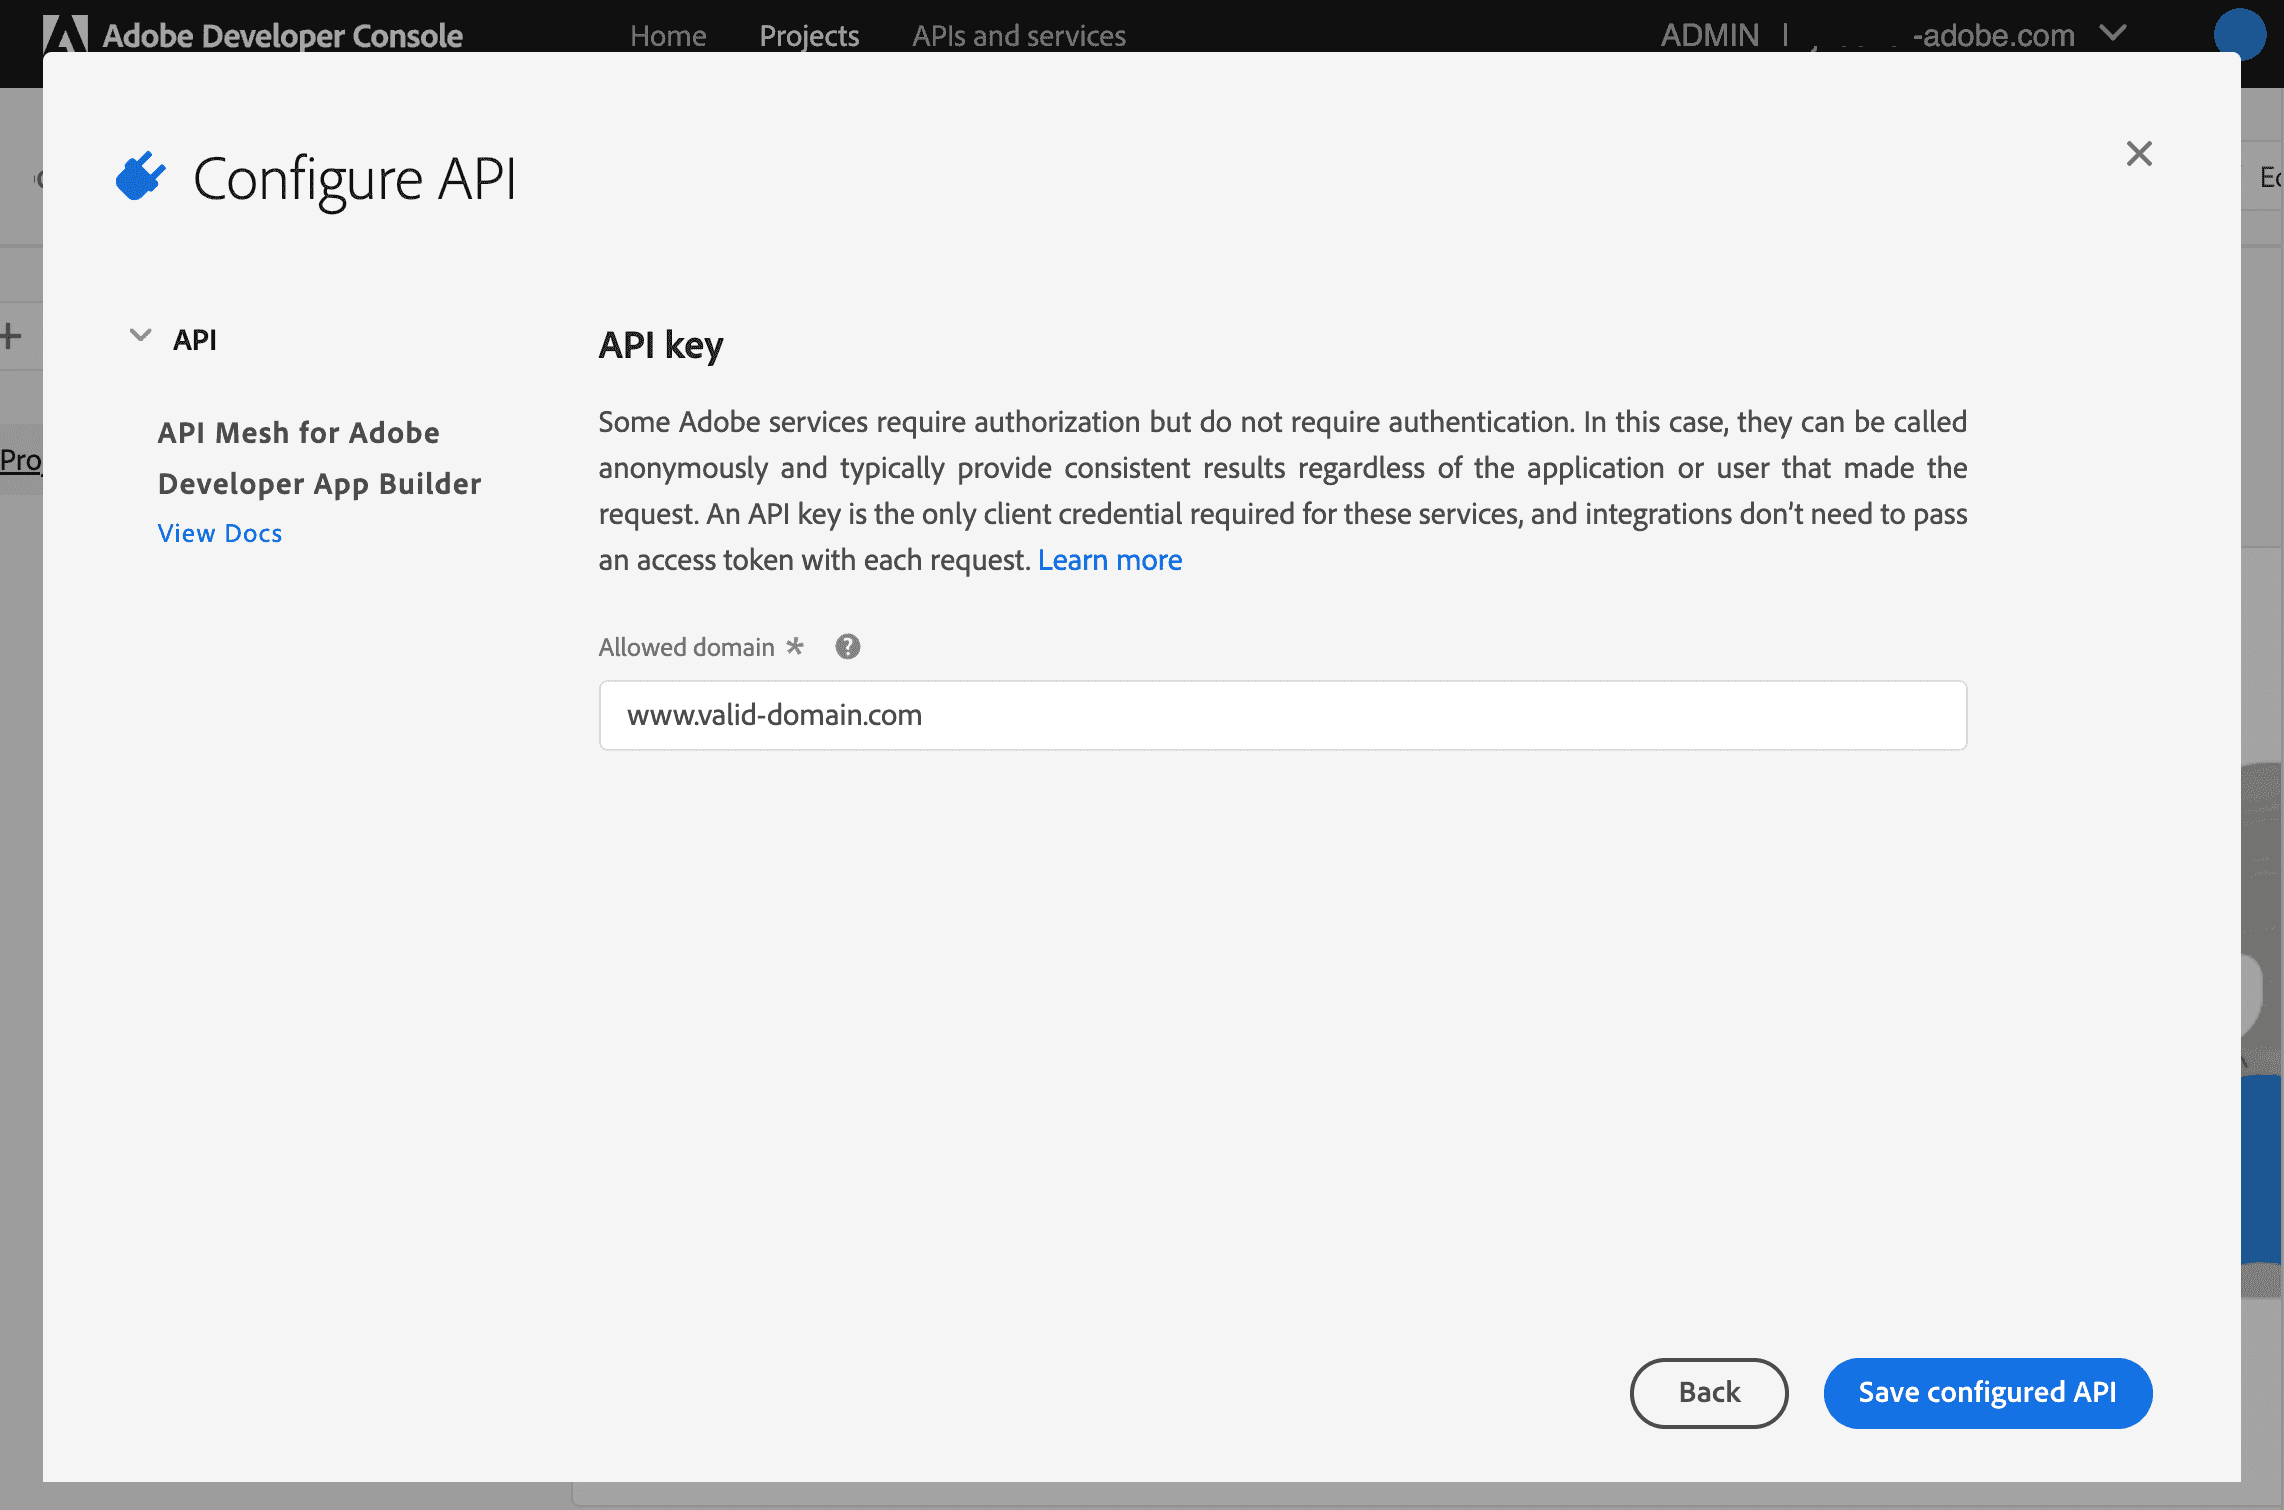 Adobe Developer Console Home Projects APIs and services ADMIN | -adobe.com
Configure API
API
API Mesh for Adobe
Developer App Builder
View Docs
API key
Some Adobe services require authorization but do not require authentication. In this case, they can be called
anonymously and typically provide consistent results regardless of the application or user that made the
request. An API key is the only client credential required for these services, and integrations don’t need to pass
an access token with each request. Learn more
Allowed domain *
www.valid-domain.com
Back
Save configured API